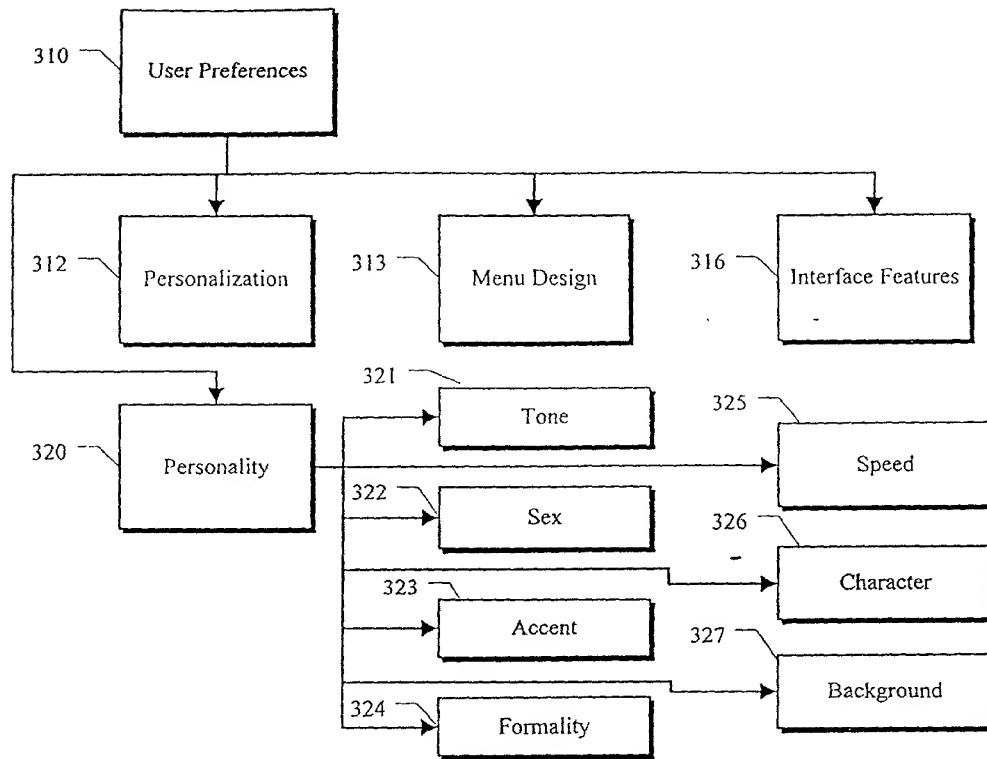 310
User Preferences
312
Personalization
313
Menu Design
316
Interface Features
320
Personality
321
Tone
322
Sex
323
Accent
324
Formality
325
Speed
326
Character
327
Background